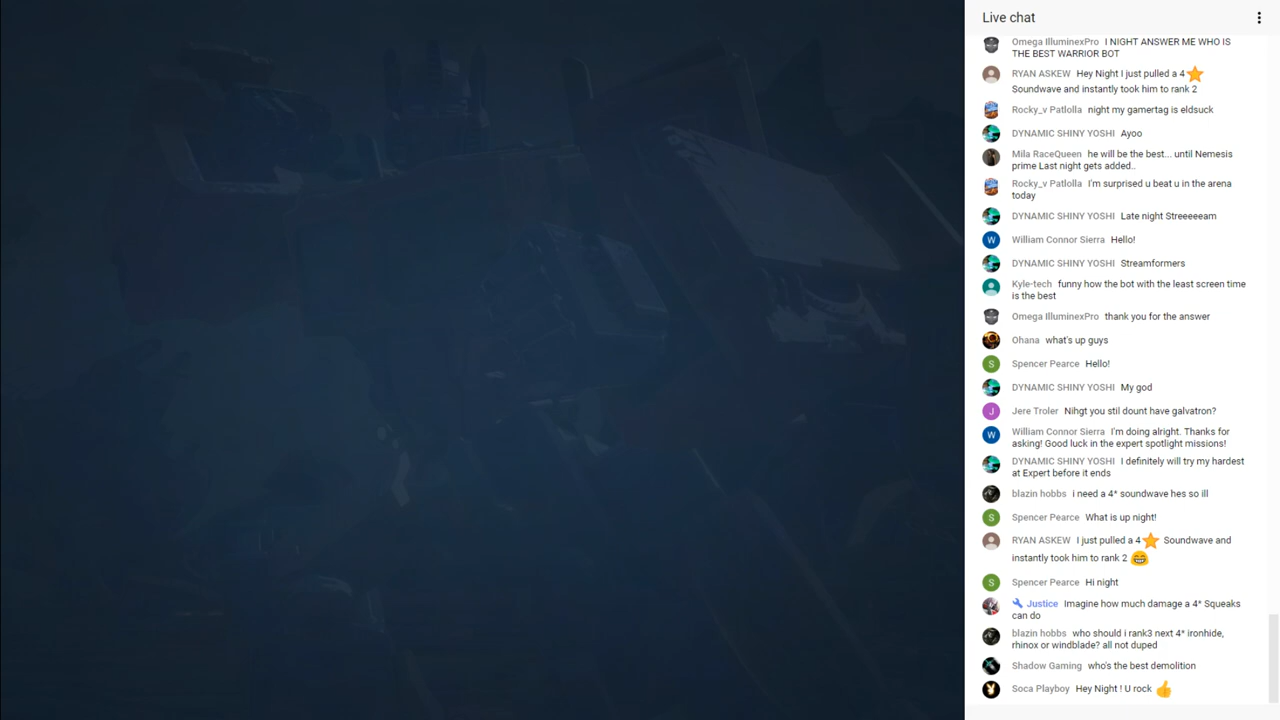 Live chat
Omega IlluminexPro I NIGHT ANSWER ME WHO IS
THE BEST WARRIOR BOT
RYAN ASKEW Hey Night I just pulled a 4⭐
Soundwave and instantly took him to rank 2
Rocky_v Patlolla night my gamertag is eldsuck
DYNAMIC SHINY YOSHI Ayoo
Mila RaceQueen he will be the best... until Nemesis
prime Last night gets added..
Rocky_v Patlolla I'm surprised u beat u in the arena
today
DYNAMIC SHINY YOSHI Late night Streeeeeam
W William Connor Sierra Hello!
DYNAMIC SHINY YOSHI Streamformers
Kyle-tech funny how the bot with the least screen time
is the best
Omega IlluminexPro thank you for the answer
Ohana what's up guys
S Spencer Pearce Hello!
DYNAMIC SHINY YOSHI My god
J Jere Troler Nihgt you stil dount have galvatron?
W William Connor Sierra I'm doing alright. Thanks for
asking! Good luck in the expert spotlight missions!
DYNAMIC SHINY YOSHI I definitely will try my hardest
at Expert before it ends
blazin hobbs i need a 4* soundwave hes so ill
S Spencer Pearce What is up night!
RYAN ASKEW I just pulled a 4⭐ Soundwave and
instantly took him to rank 2 😂
S Spencer Pearce Hi night
Justice Imagine how much damage a 4* Squeaks
can do
blazin hobbs who should i rank3 next 4* ironhide,
rhinox or windblade? all not duped
Shadow Gaming who's the best demolition
Soca Playboy Hey Night ! U rock 👍